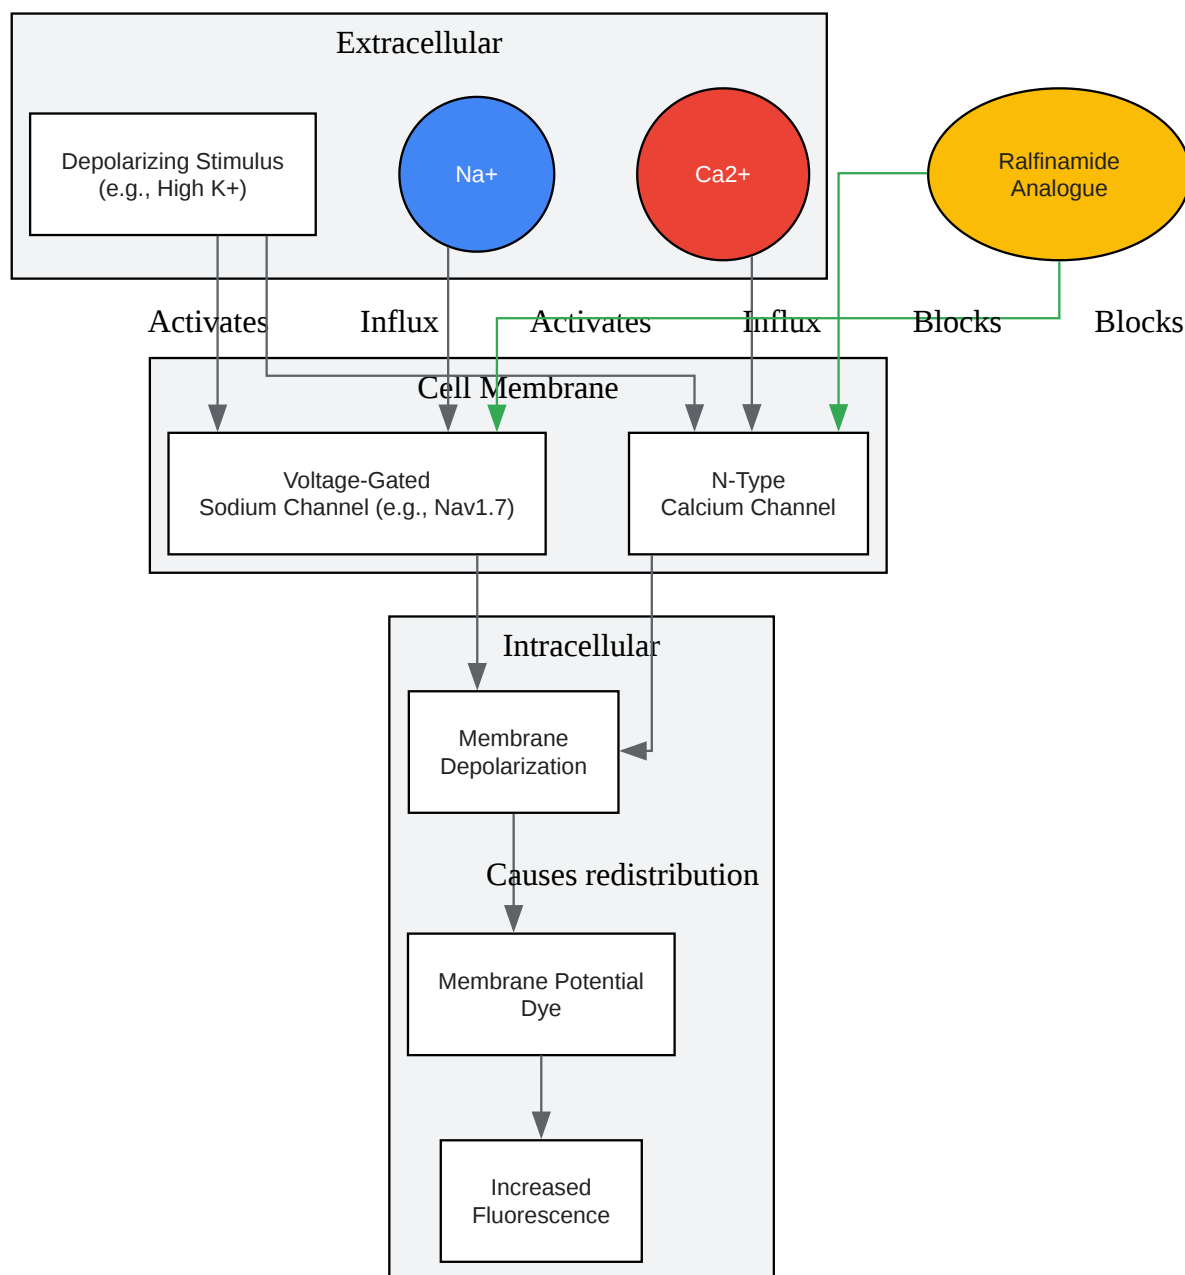 Extracellular
Depolarizing Stimulus
(e.g., High K+)
Na+
Ca2+
Ralfinamide
Analogue
Activates
Influx
Activates
Influx
Blocks
Blocks
Cell Membrane
Voltage-Gated
Sodium Channel (e.g., Nav1.7)
N-Type
Calcium Channel
Intracellular
Membrane
Depolarization
Causes redistribution
Membrane Potential
Dye
Increased
Fluorescence